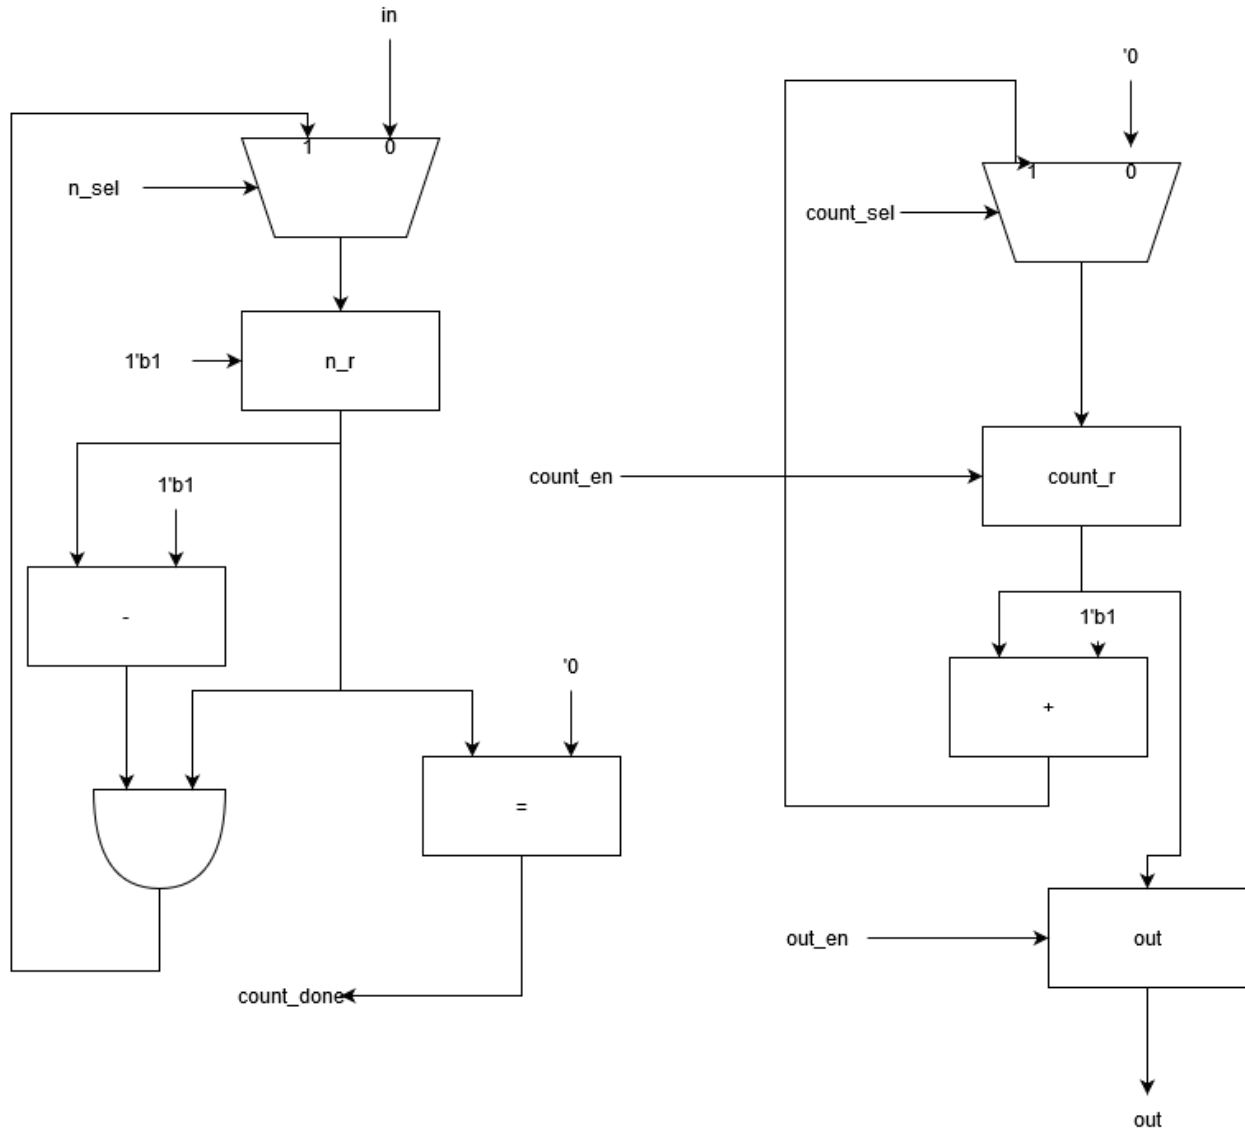 in
'0
1
0
1
0
n_sel
count_sel
1'b1
n_r
count_en
count_r
1'b1
1'b1
-
'0
+
=
out_en
out
count_done
out